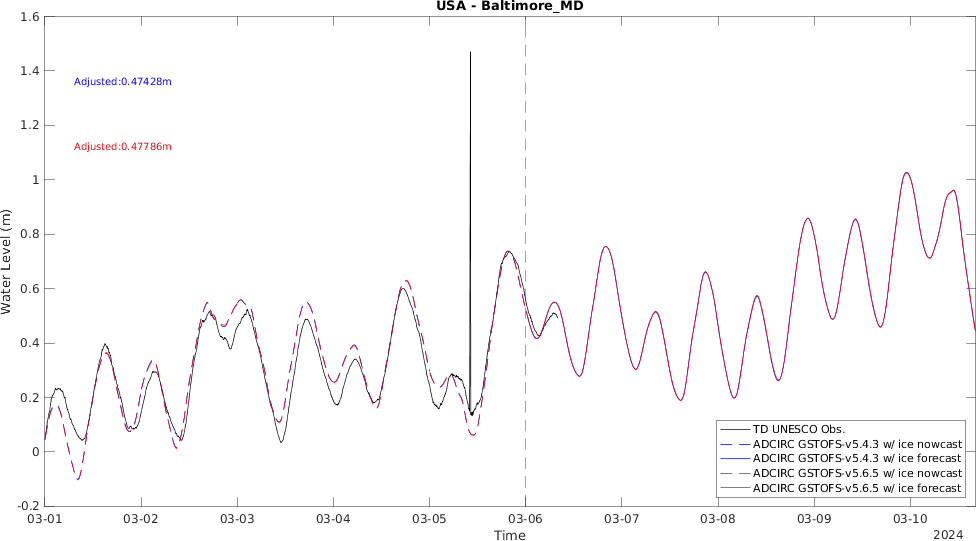 USA - Baltimore_MD
1.6
1.4
1.2
1
0.8
0.6
0.4
0.2
0
-0.2
Water Level (m)
Adjusted:0.47428m
Adjusted:0.47786m
TD UNESCO Obs.
ADCIRC GSTOFS-v5.4.3 w/ ice nowcast
ADCIRC GSTOFS-v5.4.3 w/ ice forecast
ADCIRC GSTOFS-v5.6.5 w/ ice nowcast
ADCIRC GSTOFS-v5.6.5 w/ ice forecast
03-01 03-02 03-03 03-04 03-05 03-06 03-07 03-08 03-09 03-10
Time
2024